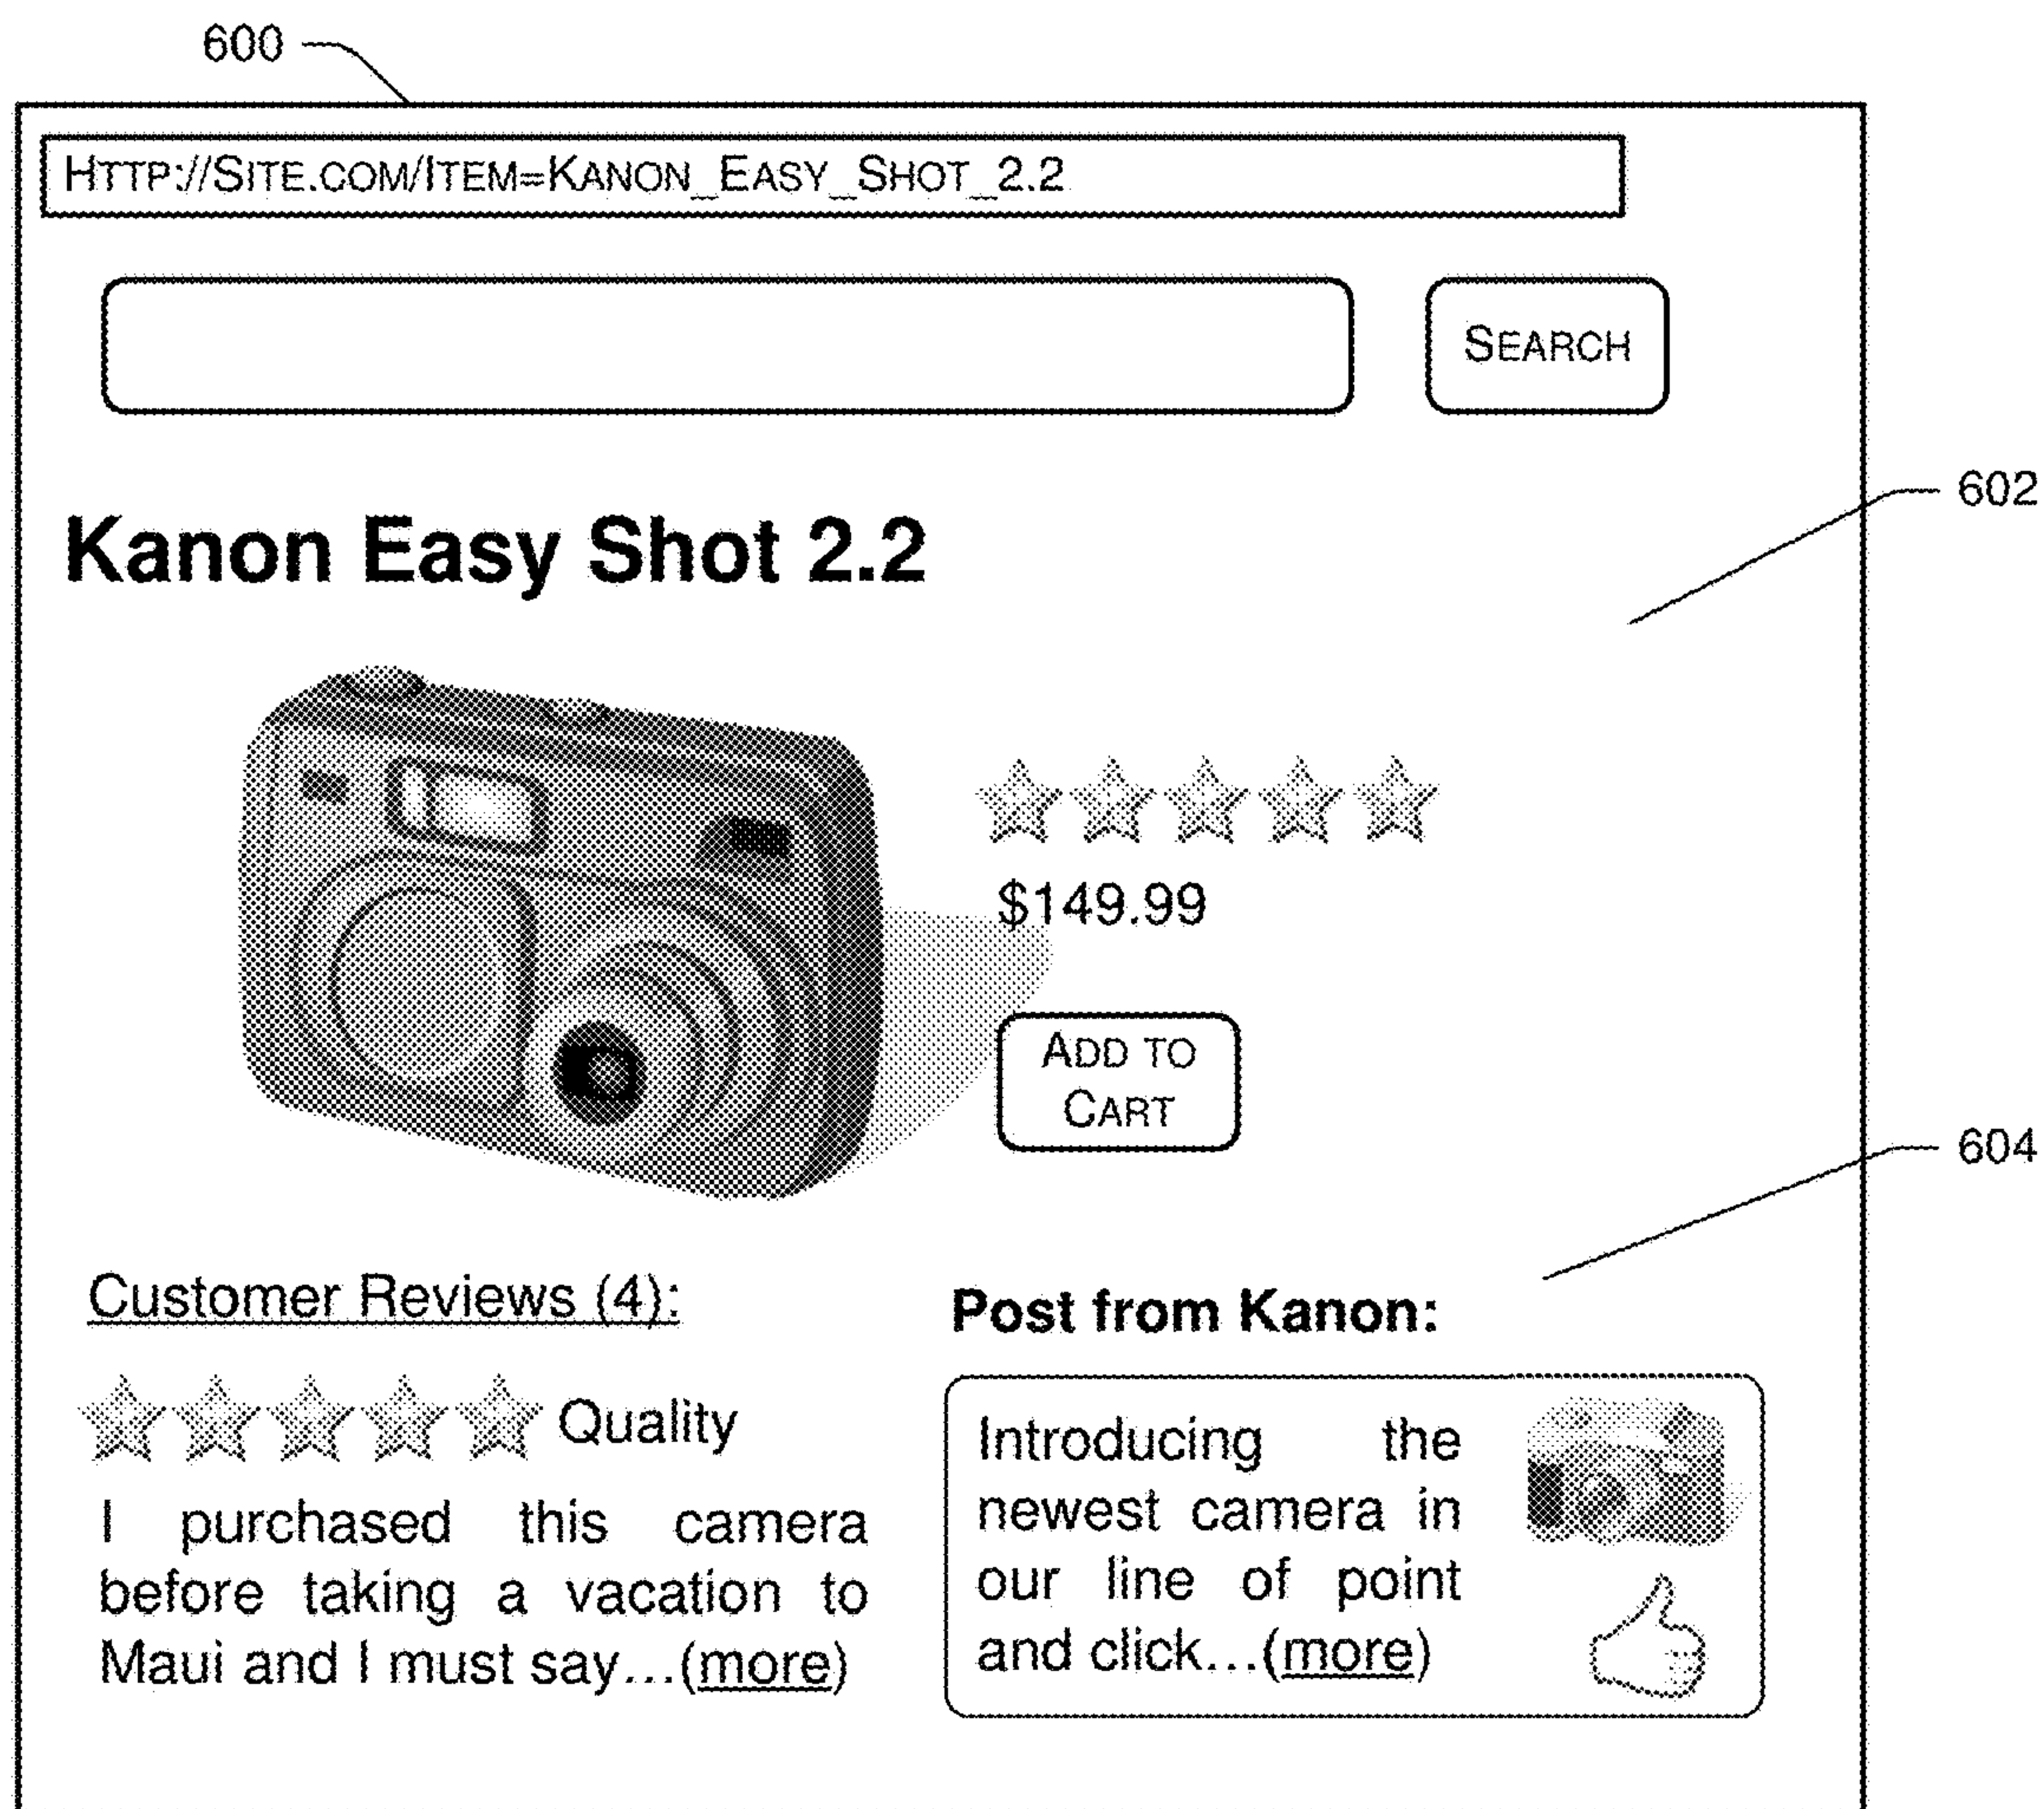 600
HTTP://SITE.COM/ITEM=KANON_EASY_SHOT_2.2
SEARCH
602
Kanon Easy Shot 2.2
$149.99
ADD TO
CART
604
Customer Reviews (4):
Quality
I purchased this camera
before taking a vacation to
Maui and I must say...(more)
Post from Kanon:
Introducing the
newest camera in
our line of point
and click...(more)